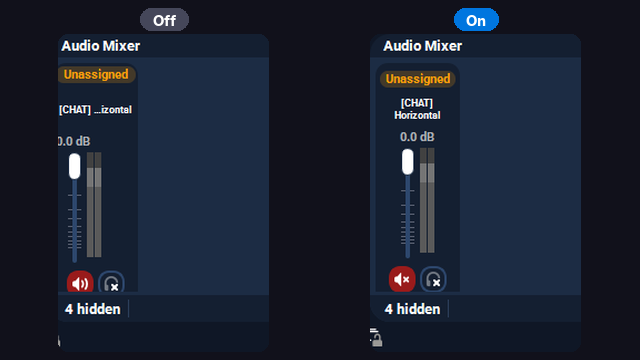 Off
Audio Mixer
Unassigned
[CHAT] ...izontal
0.0 dB
4 hidden
On
Audio Mixer
Unassigned
[CHAT]
Horizontal
0.0 dB
4 hidden